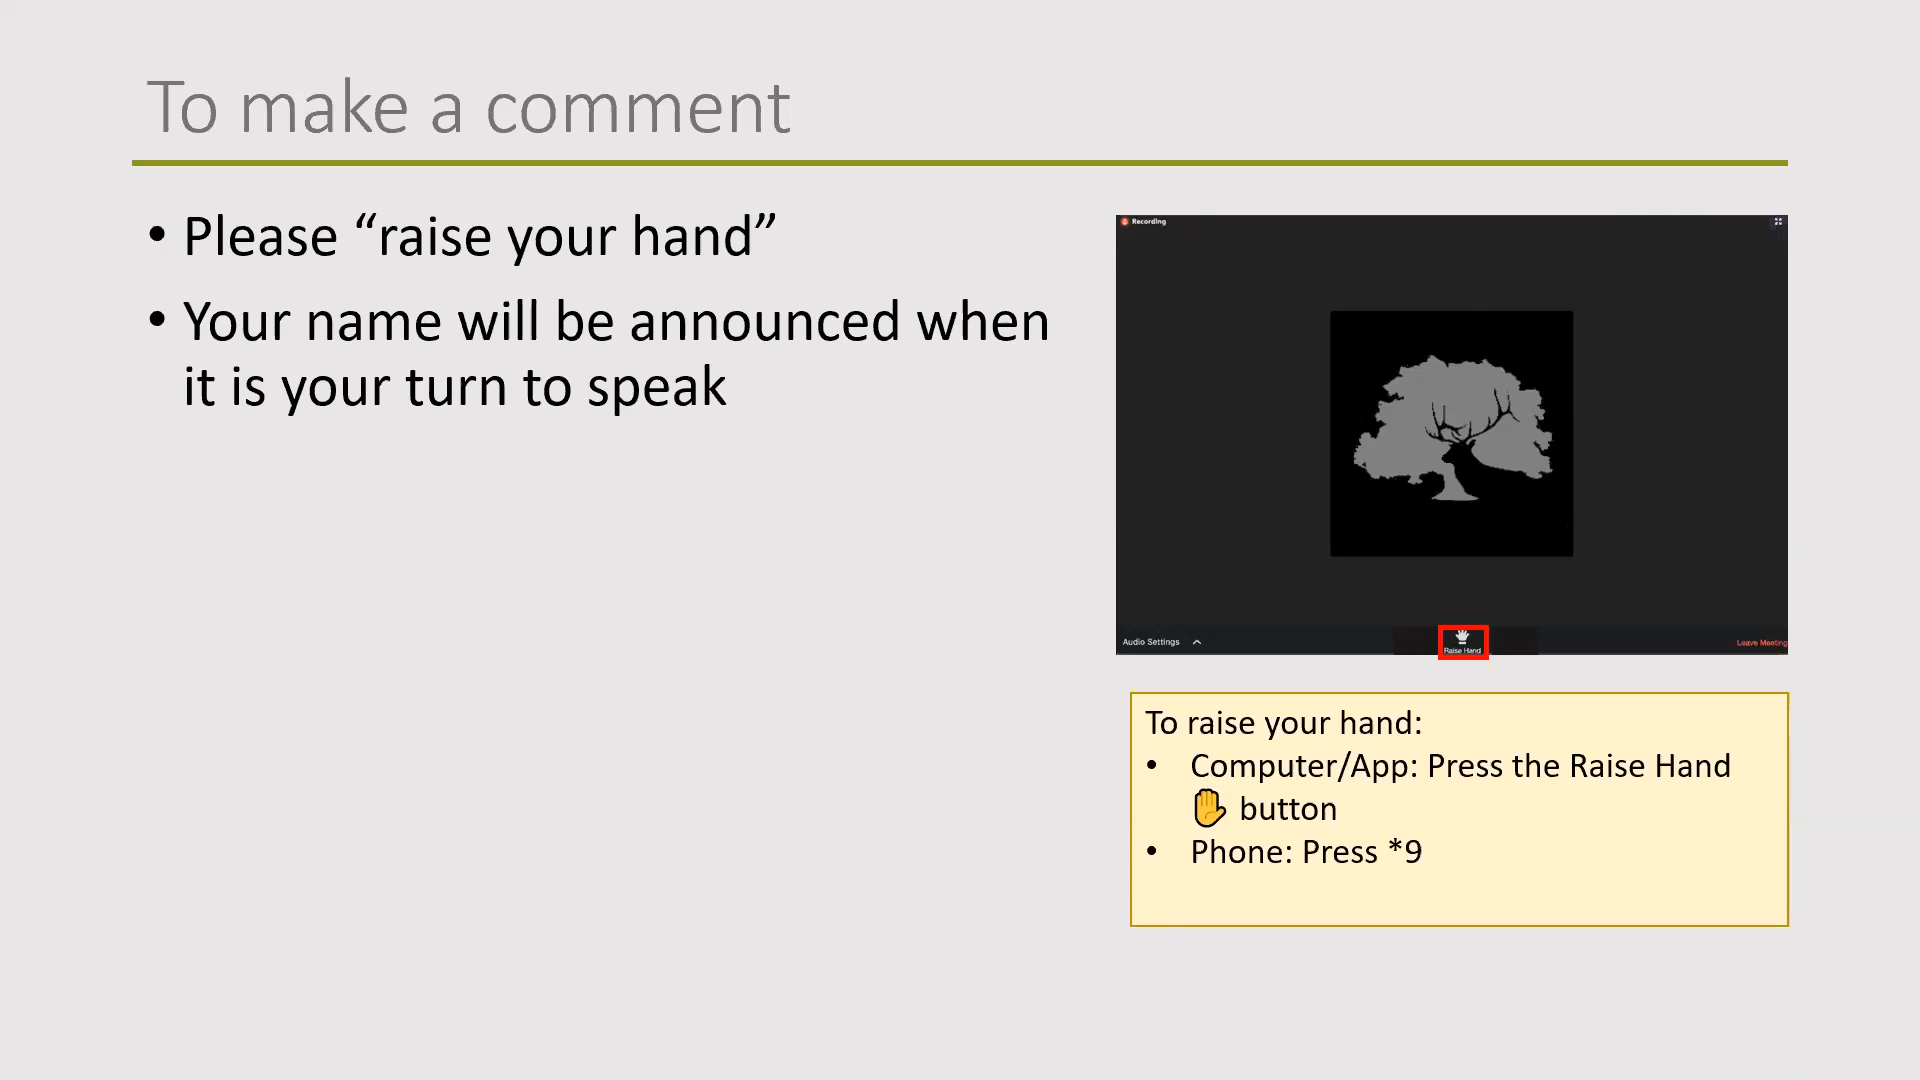 To make a comment
• Please “raise your hand”
• Your name will be announced when
it is your turn to speak
Recording
Audio Settings
Raise Hand
Leave Meeting
To raise your hand:
• Computer/App: Press the Raise Hand
✋ button
• Phone: Press *9